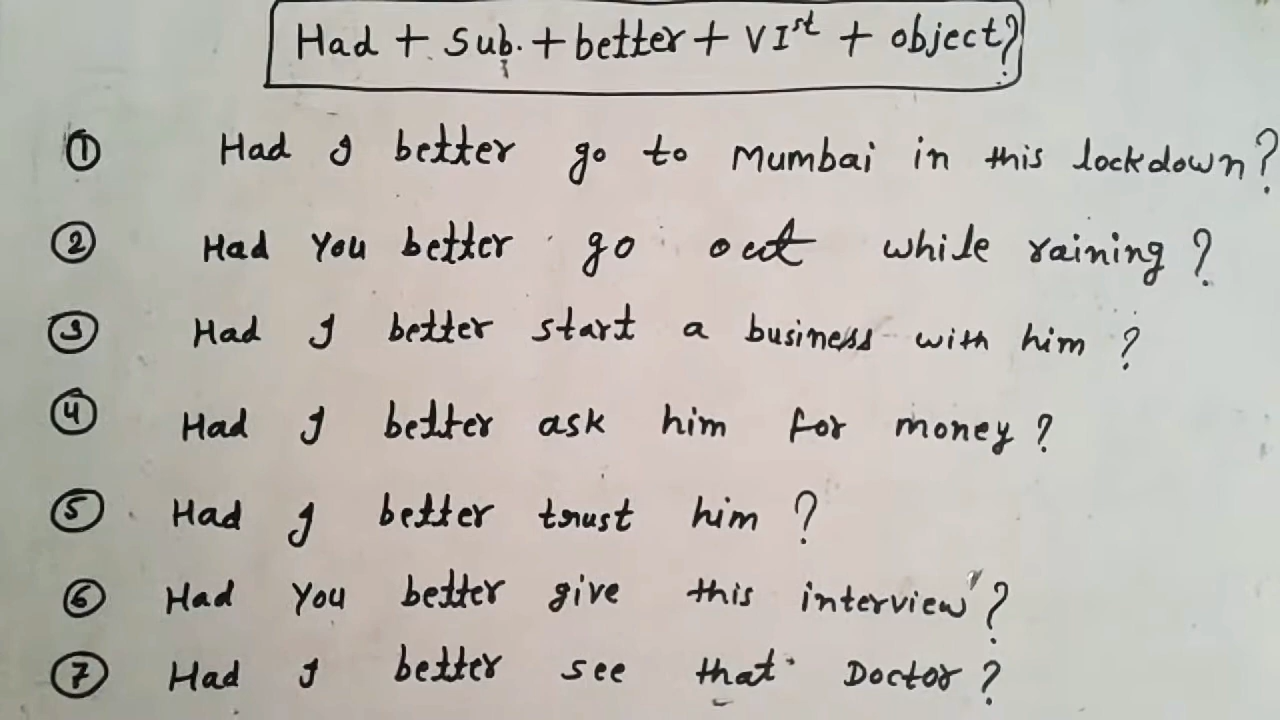 Had + Sub. + better + VIst + object?
① Had I better go to Mumbai in this lockdown?
② Had You better go out while raining?
③ Had I better start a business with him?
④ Had I better ask him for money?
⑤ Had I better trust him?
⑥ Had You better give this interview?
⑦ Had I better see that Doctor?